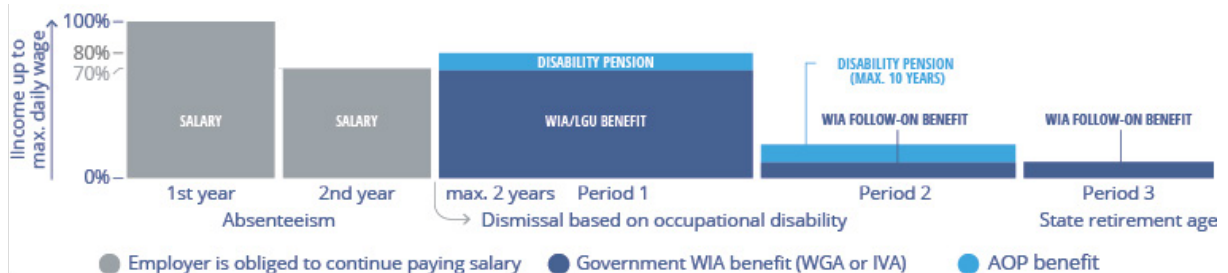 IIncome up to
max. daily wage
100%
80%
70%
0%
SALARY
SALARY
DISABILITY PENSION
WIA/LGU BENEFIT
DISABILITY PENSION
(MAX. 10 YEARS)
WIA FOLLOW-ON BENEFIT
WIA FOLLOW-ON BENEFIT
1st year
2nd year
max. 2 years
Period 1
Period 2
Period 3
Absenteeism
Dismissal based on occupational disability
State retirement age
Employer is obliged to continue paying salary
Government WIA benefit (WGA or IVA)
AOP benefit